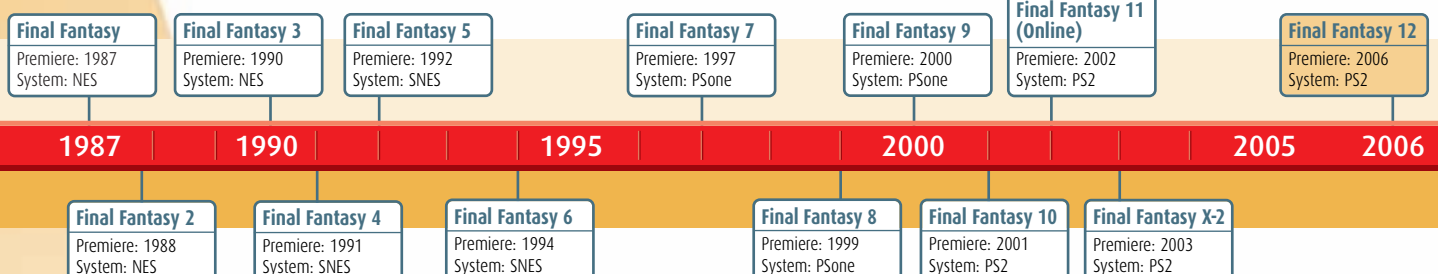 Final Fantasy
Premiere: 1987
System: NES
Final Fantasy 3
Premiere: 1990
System: NES
Final Fantasy 5
Premiere: 1992
System: SNES
Final Fantasy 7
Premiere: 1997
System: PSone
Final Fantasy 9
Premiere: 2000
System: PSone
Final Fantasy 11
(Online)
Premiere: 2002
System: PS2
Final Fantasy 12
Premiere: 2006
System: PS2
1987 1990 1995 2000 2005 2006
Final Fantasy 2
Premiere: 1988
System: NES
Final Fantasy 4
Premiere: 1991
System: SNES
Final Fantasy 6
Premiere: 1994
System: SNES
Final Fantasy 8
Premiere: 1999
System: PSone
Final Fantasy 10
Premiere: 2001
System: PS2
Final Fantasy X-2
Premiere: 2003
System: PS2